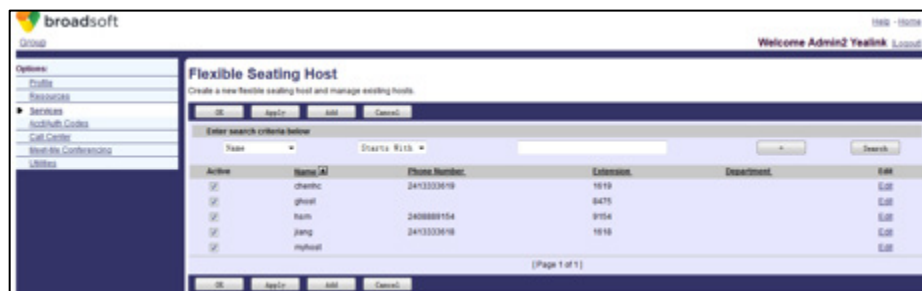 broadsoft
Help - Home
Group
Welcome Admin2 Yealink Logout
Options:
Profile
Resources
Services
Acct/Auth Codes
Call Center
Meet-Me Conferencing
Utilities
Flexible Seating Host
Create a new flexible seating host and manage existing hosts.
OK Apply Add Cancel
Enter search criteria below
Name Starts With + Search
Active Name Phone Number Extension Department Edit
chenhc 2413333619 1619 Edit
ghost 8475 Edit
2408889154 9154 Edit
jiang 2413333618 1618 Edit
myhost Edit
[ Page 1 of 1 ]
OK Apply Add Cancel